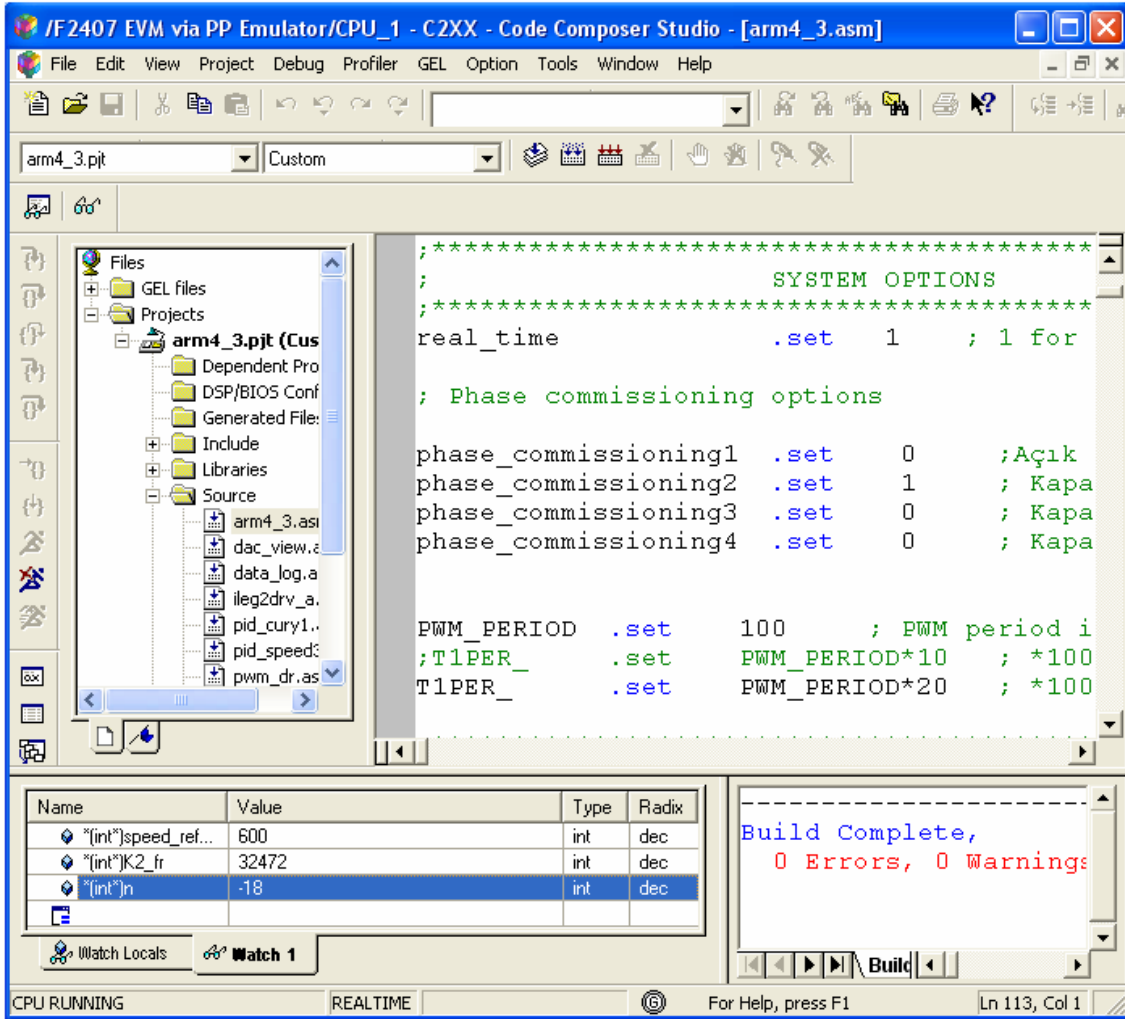 /F2407 EVM via PP Emulator/CPU_1 - C2XX - Code Composer Studio - [arm4_3.asm]
File Edit View Project Debug Profiler GEL Option Tools Window Help
arm4_3.pjt Custom
Files
GEL files
Projects
arm4_3.pjt (Cus
Dependent Pro
DSP/BIOS Conf
Generated File:
Include
Libraries
Source
arm4_3.asm
dac_view.a
data_log.a
ileg2drv_a.
pid_cury1.
pid_speed3
pwm_dr.as
;******************************************
; SYSTEM OPTIONS
;******************************************
real_time .set 1 ; 1 for
; Phase commissioning options
phase_commissioning1 .set 0 ;Açık
phase_commissioning2 .set 1 ; Kapa
phase_commissioning3 .set 0 ; Kapa
phase_commissioning4 .set 0 ; Kapa
PWM_PERIOD .set 100 ; PWM period i
;T1PER_ .set PWM_PERIOD*10 ; *100
T1PER_ .set PWM_PERIOD*20 ; *100
Name Value Type Radix
*(int*)speed_ref... 600 int dec
*(int*)K2_fr 32472 int dec
*(int*)n -18 int dec
Watch Locals Watch 1
-----------------------
Build Complete,
0 Errors, 0 Warnings
Build
CPU RUNNING REALTIME For Help, press F1 Ln 113, Col 1